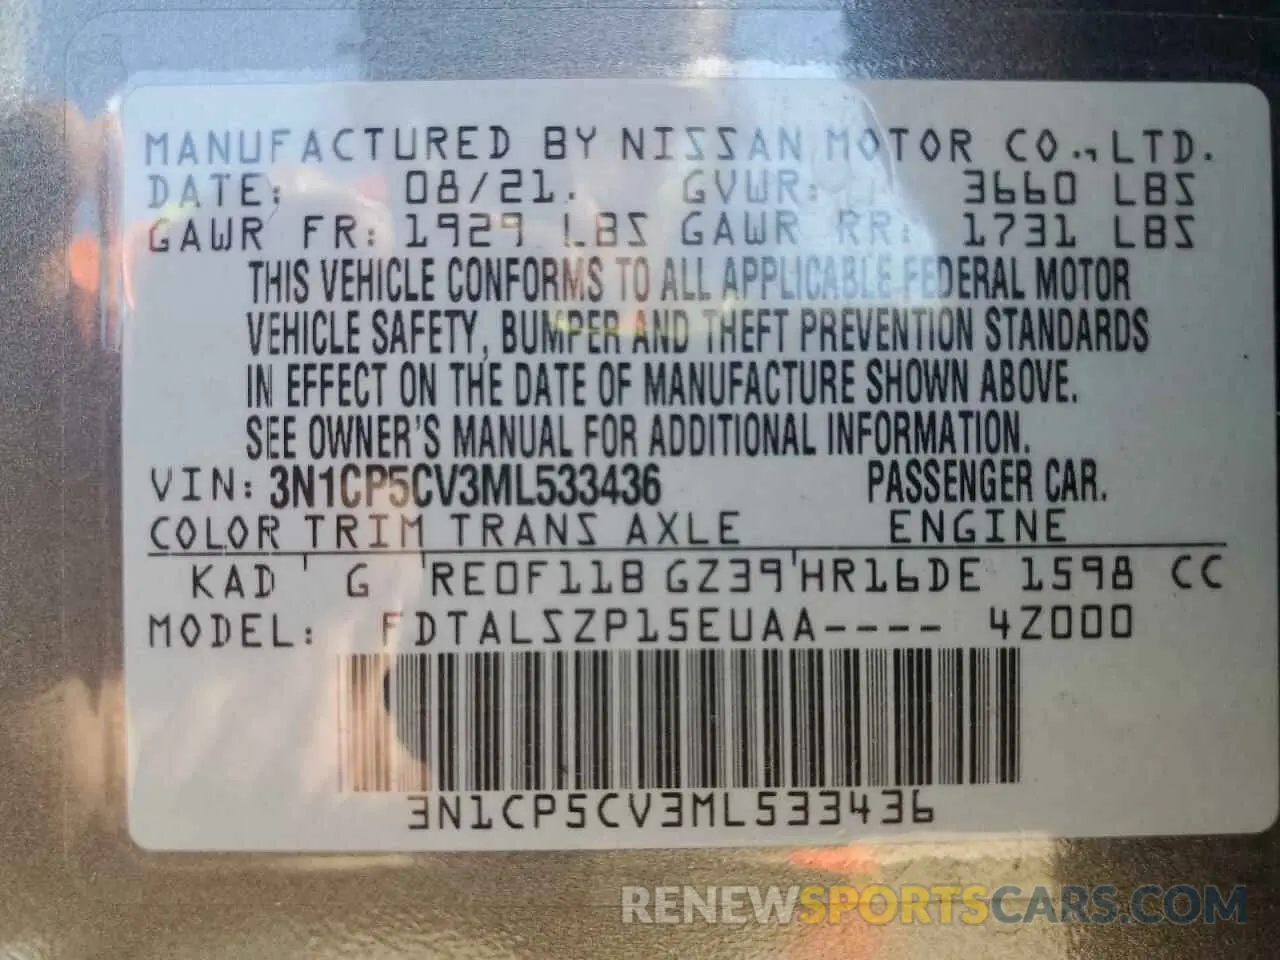 MANUFACTURED BY NISSAN MOTOR CO., LTD.
DATE: 08/21. GVWR: 3660 LBS
GAWR FR: 1929 LBS GAWR RR: 1731 LBS
THIS VEHICLE CONFORMS TO ALL APPLICABLE FEDERAL MOTOR
VEHICLE SAFETY, BUMPER AND THEFT PREVENTION STANDARDS
IN EFFECT ON THE DATE OF MANUFACTURE SHOWN ABOVE.
SEE OWNER'S MANUAL FOR ADDITIONAL INFORMATION.
VIN: 3N1CP5CV3ML533436 PASSENGER CAR.
COLOR TRIM TRANS AXLE ENGINE
KAD G RE0F11B GZ39 HR16DE 1598 CC
MODEL: FDTALSZP15EUAA---- 4Z000
3N1CP5CV3ML533436
RENEWSPORTSCARS.COM